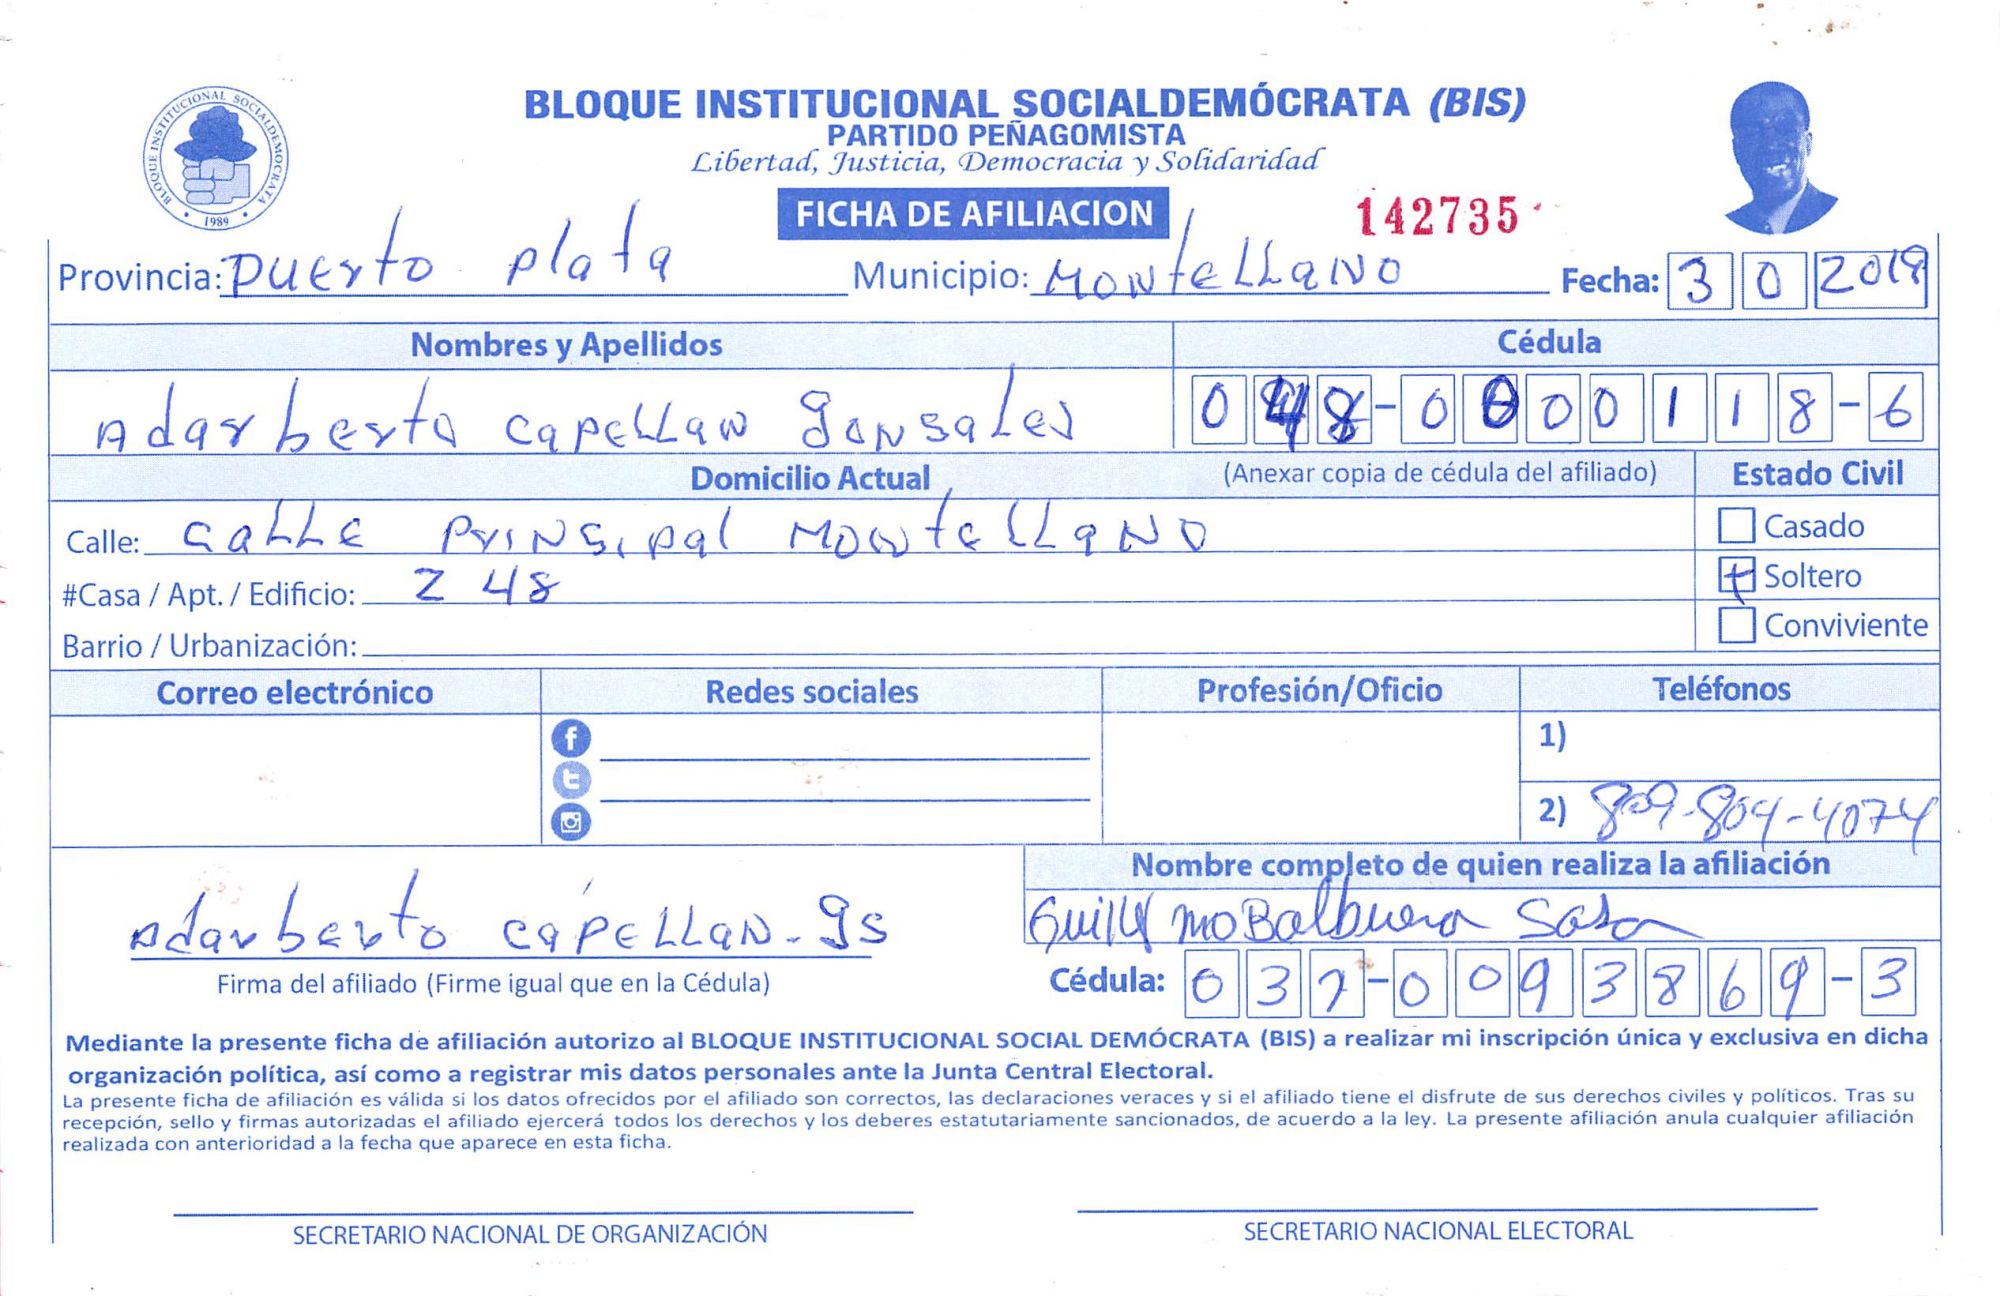 BLOQUE INSTITUCIONAL SOCIALDEMÓCRATA (BIS)
PARTIDO PEÑAGOMISTA
Libertad, Justicia, Democracia y Solidaridad
BLOQUE INSTITUCIONAL SOCIALDEMOCRATA
• 1989 •
FICHA DE AFILIACION
142735
Provincia: Puerto plata Municipio: Montellano Fecha: 3 0 2019
Nombres y Apellidos Cédula
Adarberto Capellan gonsales 048-0000118-6
Domicilio Actual (Anexar copia de cédula del afiliado) Estado Civil
Calle: Calle Prinsipal Montellano
Casado
#Casa / Apt. / Edificio: 248
+ Soltero
Barrio / Urbanización:
Conviviente
Correo electrónico Redes sociales Profesión/Oficio Teléfonos
1)
2) 809-804-4074
Nombre completo de quien realiza la afiliación
Adarberto Capellan-gs
Balbuena Sosa
Firma del afiliado (Firme igual que en la Cédula)
Cédula: 037-0093869-3
Mediante la presente ficha de afiliación autorizo al BLOQUE INSTITUCIONAL SOCIAL DEMÓCRATA (BIS) a realizar mi inscripción única y exclusiva en dicha
organización política, así como a registrar mis datos personales ante la Junta Central Electoral.
La presente ficha de afiliación es válida si los datos ofrecidos por el afiliado son correctos, las declaraciones veraces y si el afiliado tiene el disfrute de sus derechos civiles y políticos. Tras su
recepción, sello y firmas autorizadas el afiliado ejercerá todos los derechos y los deberes estatutariamente sancionados, de acuerdo a la ley. La presente afiliación anula cualquier afiliación
realizada con anterioridad a la fecha que aparece en esta ficha.
SECRETARIO NACIONAL DE ORGANIZACIÓN SECRETARIO NACIONAL ELECTORAL